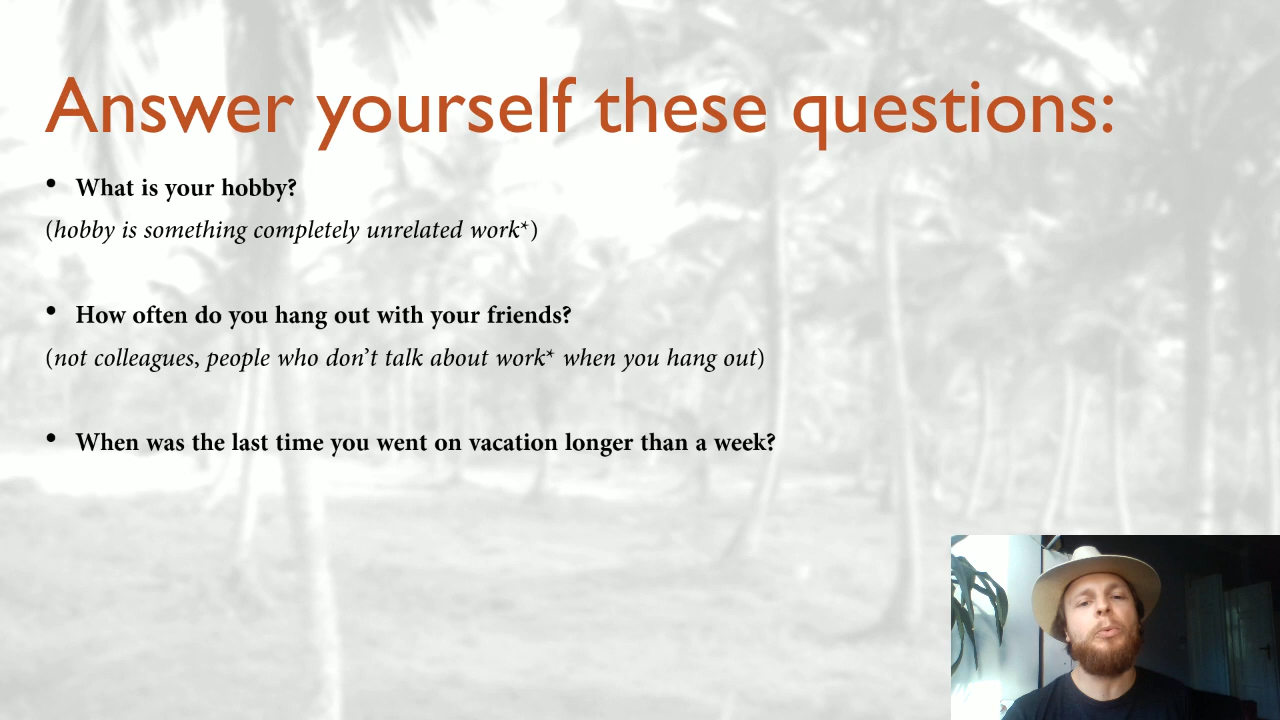 Answer yourself these questions:
• What is your hobby?
(hobby is something completely unrelated work*)
• How often do you hang out with your friends?
(not colleagues, people who don't talk about work* when you hang out)
• When was the last time you went on vacation longer than a week?